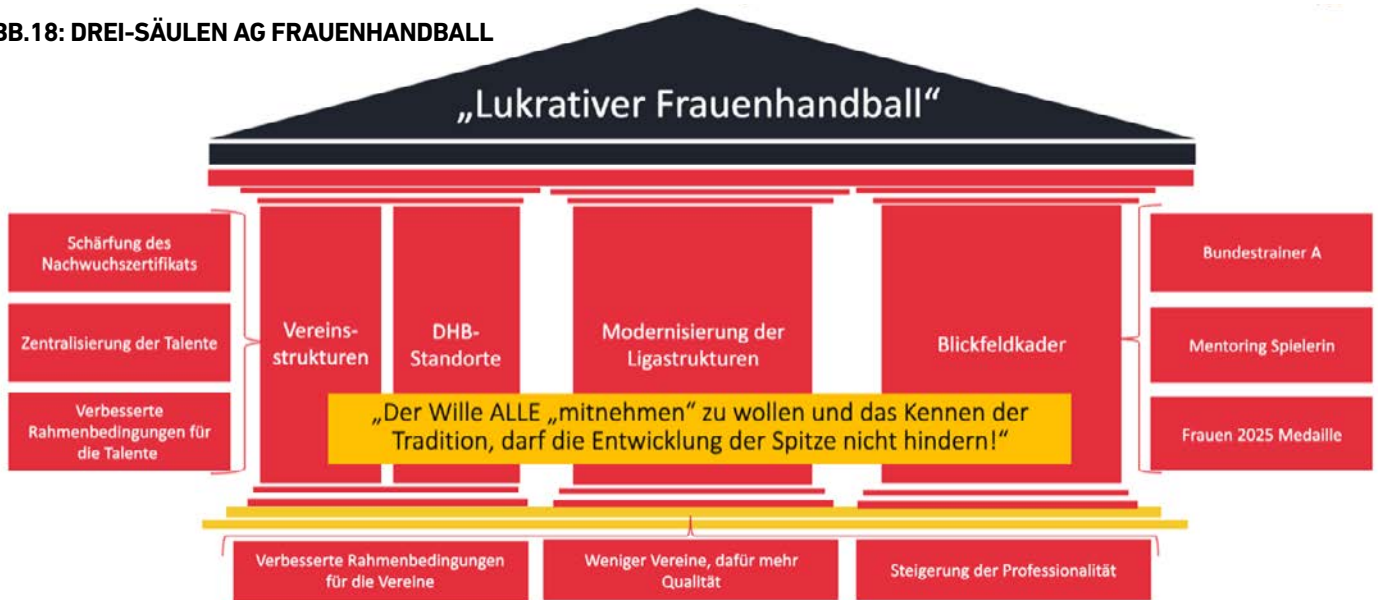 BB.18: DREI-SÄULEN AG FRAUENHANDBALL
„Lukrativer Frauenhandball“
Schärfung des
Nachwuchszertifikats
Zentralisierung der Talente
Verbesserte
Rahmenbedingungen für
die Talente
Vereins-
strukturen
DHB-
Standorte
Modernisierung der
Ligastrukturen
Blickfeldkader
„Der Wille ALLE „mitnehmen“ zu wollen und das Kennen der
Tradition, darf die Entwicklung der Spitze nicht hindern!“
Bundestrainer A
Mentoring Spielerin
Frauen 2025 Medaille
Verbesserte Rahmenbedingungen
für die Vereine
Weniger Vereine, dafür mehr
Qualität
Steigerung der Professionalität